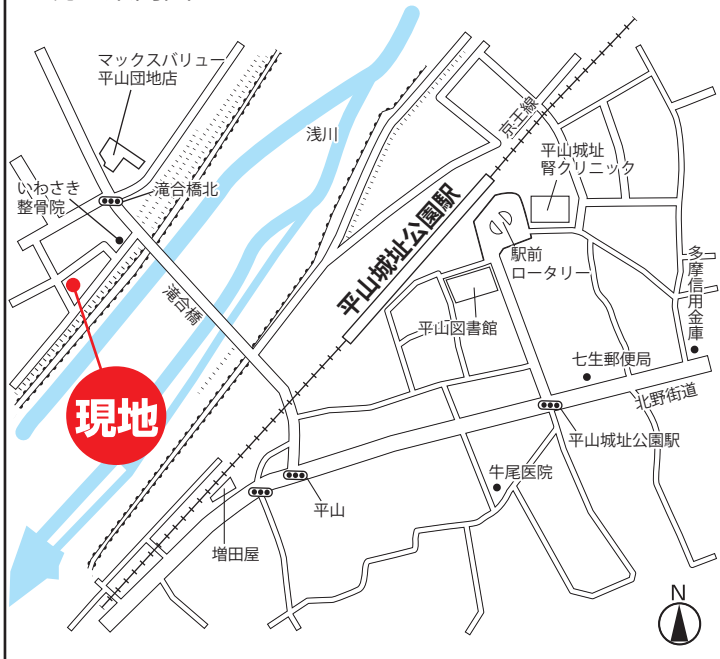 マックスバリュー
平山団地店
浅川
京王線
平山城址
腎クリニック
いわさき
整骨院
滝合橋北
平山城址公園駅
駅前
ロータリー
多摩信用金庫
滝合橋
平山図書館
七生郵便局
北野街道
現地
平山城址公園駅
牛尾医院
平山
増田屋
N